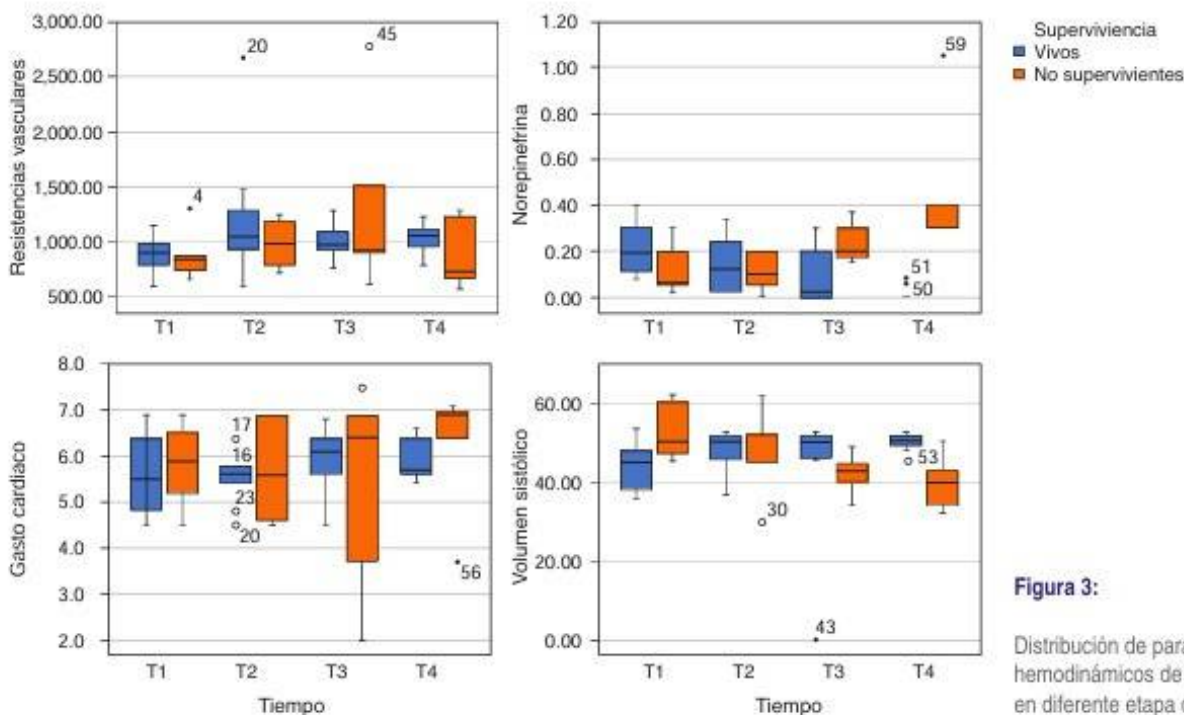 Resistencias vasculares
3,000.00
2,500.00
2,000.00
1,500.00
1,000.00
500.00
20
45
4
T1 T2 T3 T4
Norepinefrina
1.20
1.00
0.80
0.60
0.40
0.20
0.00
59
51
50
T1 T2 T3 T4
Superviviencia
Vivos
No supervivientes
Gasto cardiaco
8.0
7.0
6.0
5.0
4.0
3.0
2.0
17
16
23
20
56
T1 T2 T3 T4
Tiempo
Volumen sistólico
60.00
40.00
20.00
0.00
30
43
53
T1 T2 T3 T4
Tiempo
Figura 3:
Distribución de pará
hemodinámicos de
en diferente etapa